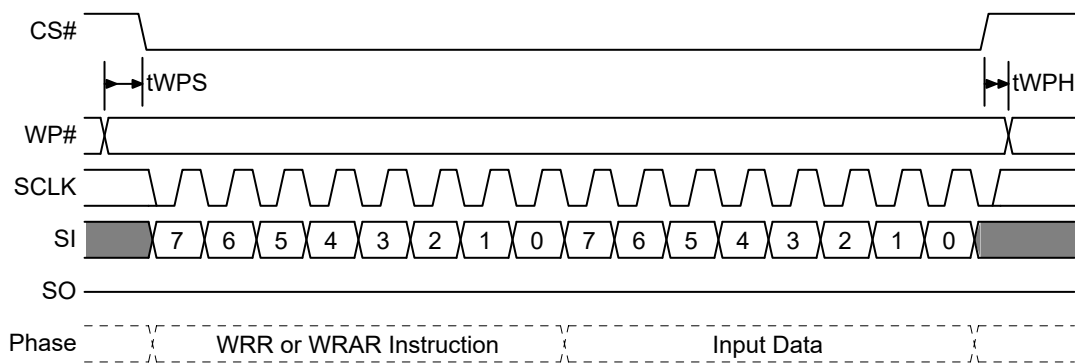 CS#
tWPS tWPH
WP#
SCLK
SI 7 6 5 4 3 2 1 0 7 6 5 4 3 2 1 0
SO
Phase WRR or WRAR Instruction Input Data